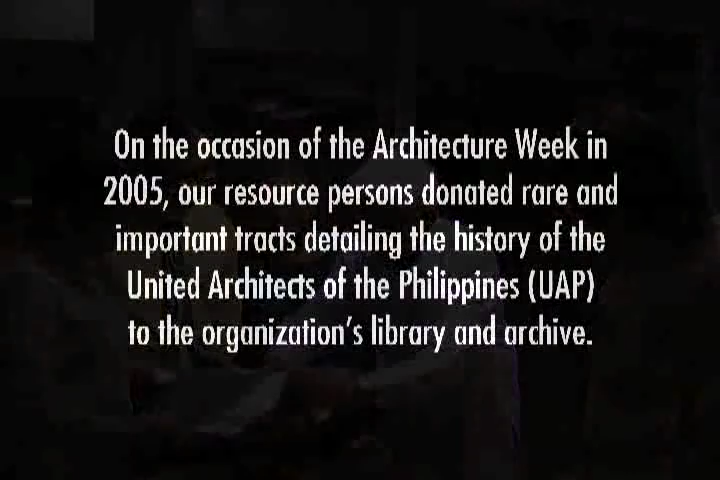 On the occasion of the Architecture Week in
2005, our resource persons donated rare and
important tracts detailing the history of the
United Architects of the Philippines (UAP)
to the organization's library and archive.